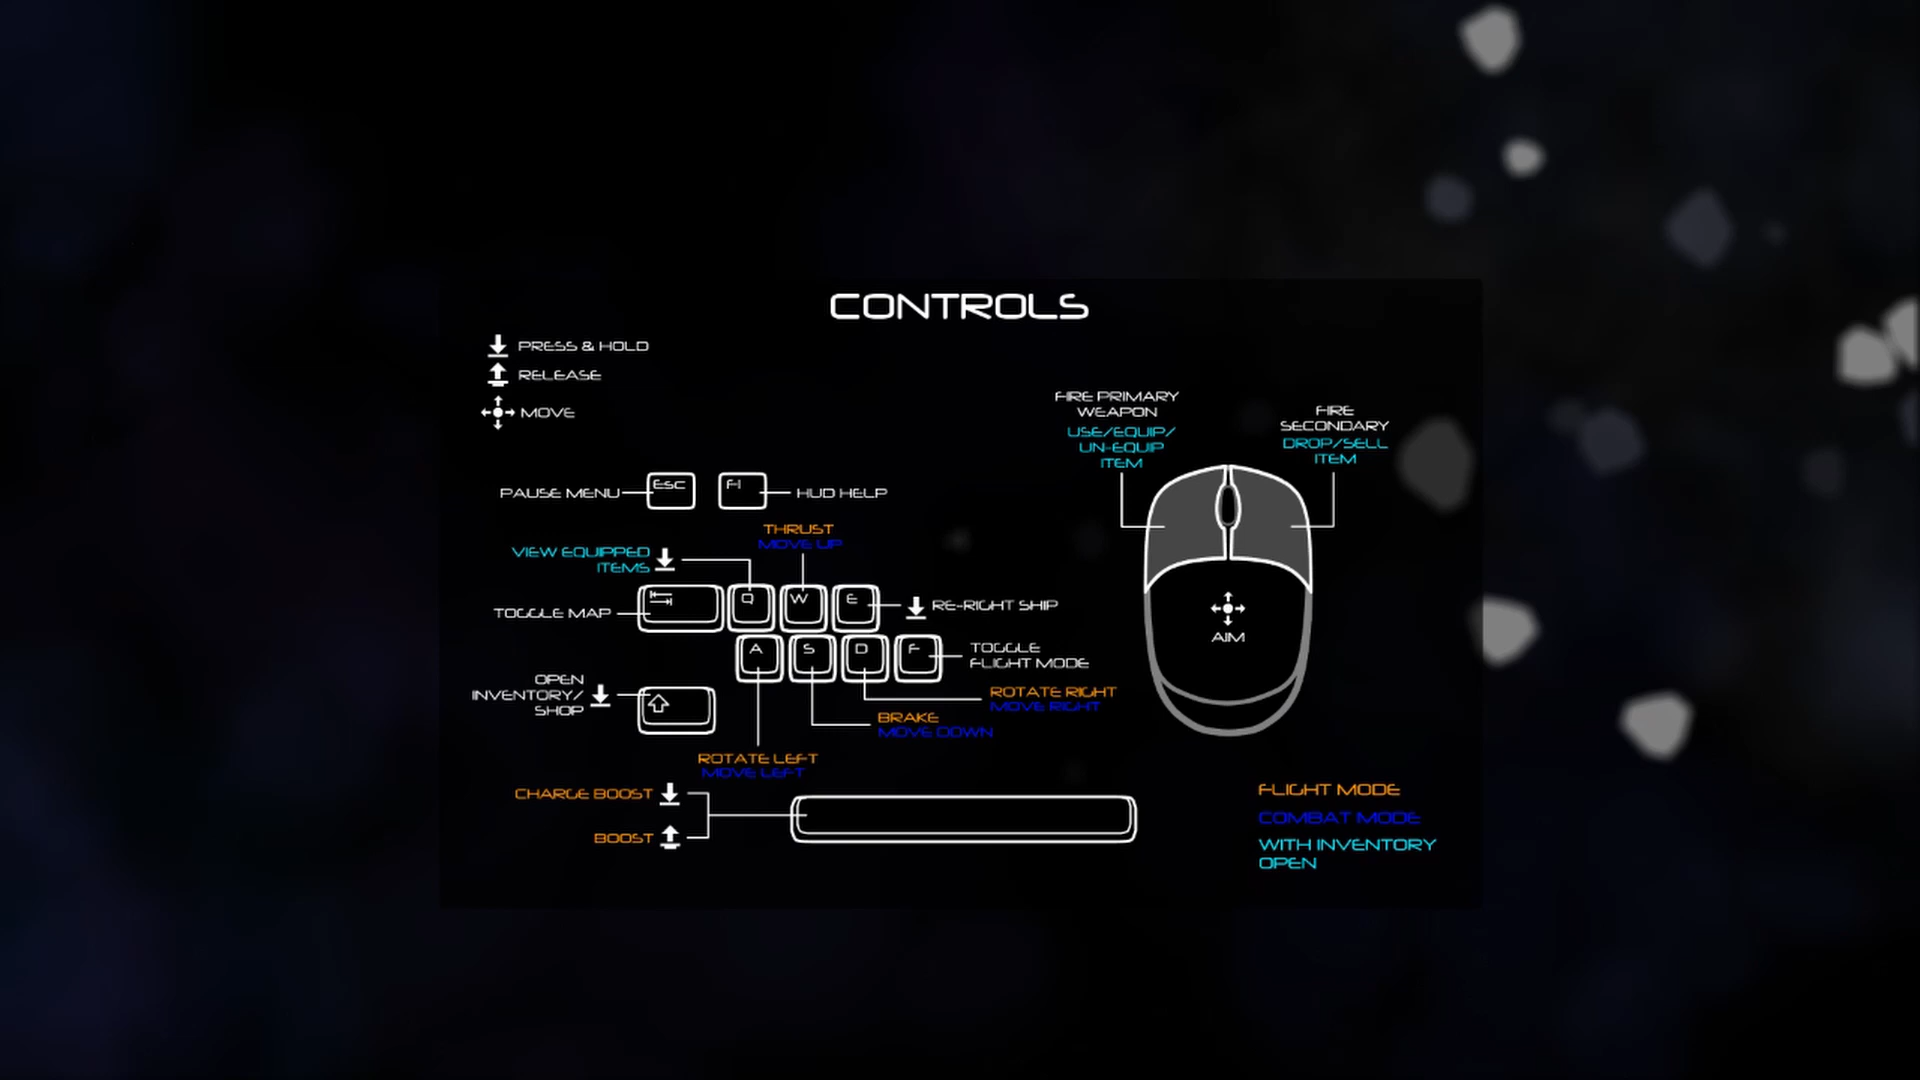 CONTROLS
PRESS & HOLD
RELEASE
MOVE
FIRE PRIMARY
WEAPON
USE/EQUIP/
UN-EQUIP
ITEM
FIRE
SECONDARY
DROP/SELL
ITEM
PAUSE MENU
ESC
F1
HUD HELP
THRUST
MOVE UP
VIEW EQUIPPED
ITEMS
TOGGLE MAP
Q
W
E
RE-RIGHT SHIP
AIM
A
S
D
F
TOGGLE
FLIGHT MODE
OPEN
INVENTORY/
SHOP
ROTATE RIGHT
MOVE RIGHT
BRAKE
MOVE DOWN
ROTATE LEFT
MOVE LEFT
CHARGE BOOST
BOOST
FLIGHT MODE
COMBAT MODE
WITH INVENTORY
OPEN